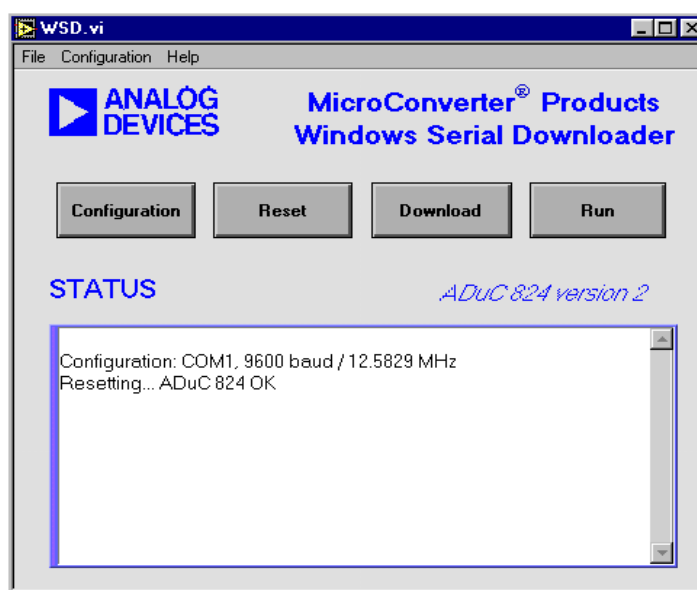 WSD.vi
File Configuration Help
ANALOG
DEVICES
MicroConverter® Products
Windows Serial Downloader
Configuration Reset Download Run
STATUS
ADuC 824 version 2
Configuration: COM1, 9600 baud / 12.5829 MHz
Resetting... ADuC 824 OK